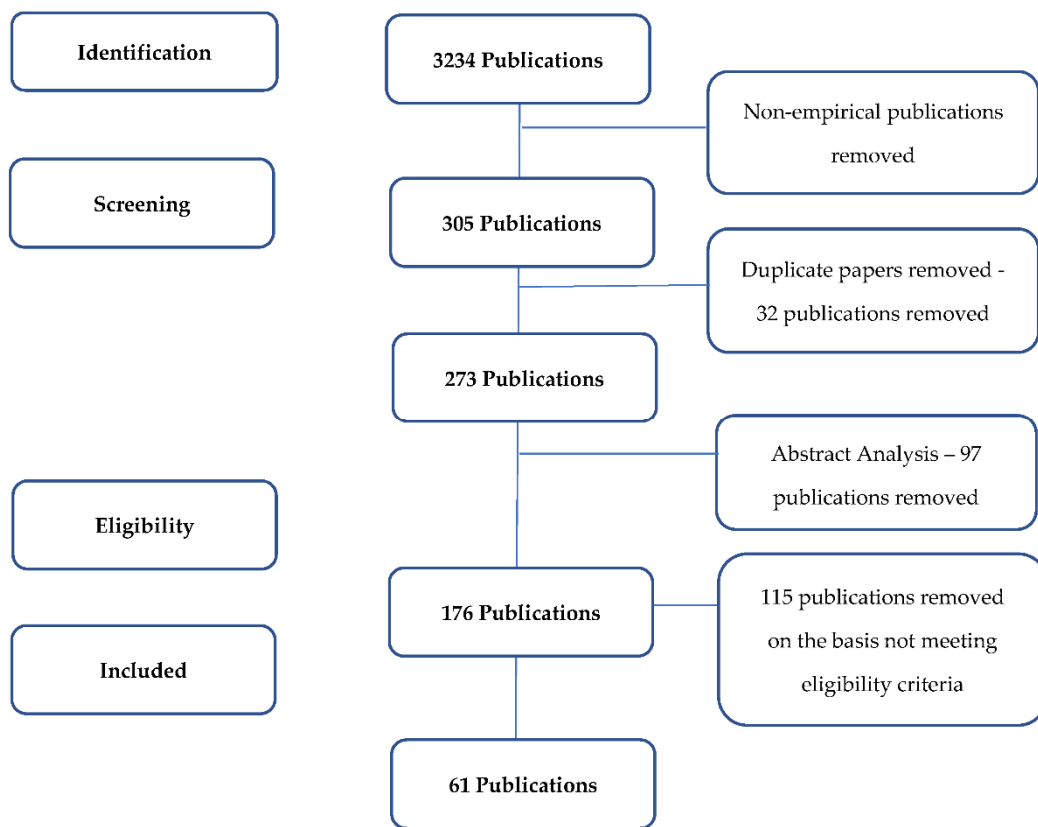 Identification
3234 Publications
Non-empirical publications
removed
Screening
305 Publications
Duplicate papers removed -
32 publications removed
273 Publications
Abstract Analysis – 97
publications removed
Eligibility
176 Publications
115 publications removed
on the basis not meeting
eligibility criteria
Included
61 Publications